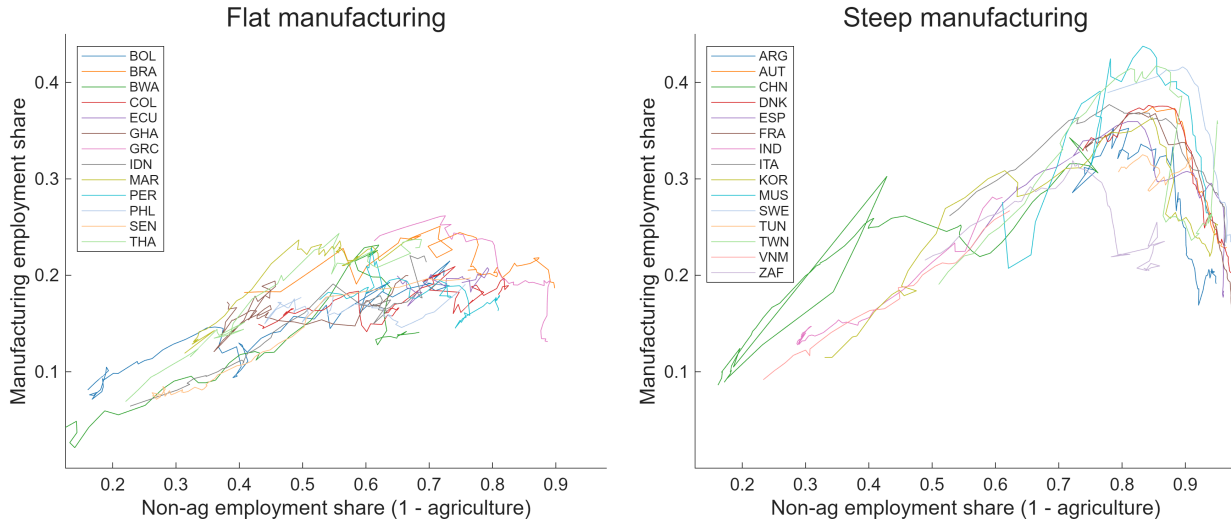 Flat manufacturing
Manufacturing employment share
0.4
0.3
0.2
0.1
BOL
BRA
BWA
COL
ECU
GHA
GRC
IDN
MAR
PER
PHL
SEN
THA
0.2 0.3 0.4 0.5 0.6 0.7 0.8 0.9
Non-ag employment share (1 - agriculture)
Steep manufacturing
Manufacturing employment share
0.4
0.3
0.2
0.1
ARG
AUT
CHN
DNK
ESP
FRA
IND
ITA
KOR
MUS
SWE
TUN
TWN
VNM
ZAF
0.2 0.3 0.4 0.5 0.6 0.7 0.8 0.9
Non-ag employment share (1 - agriculture)